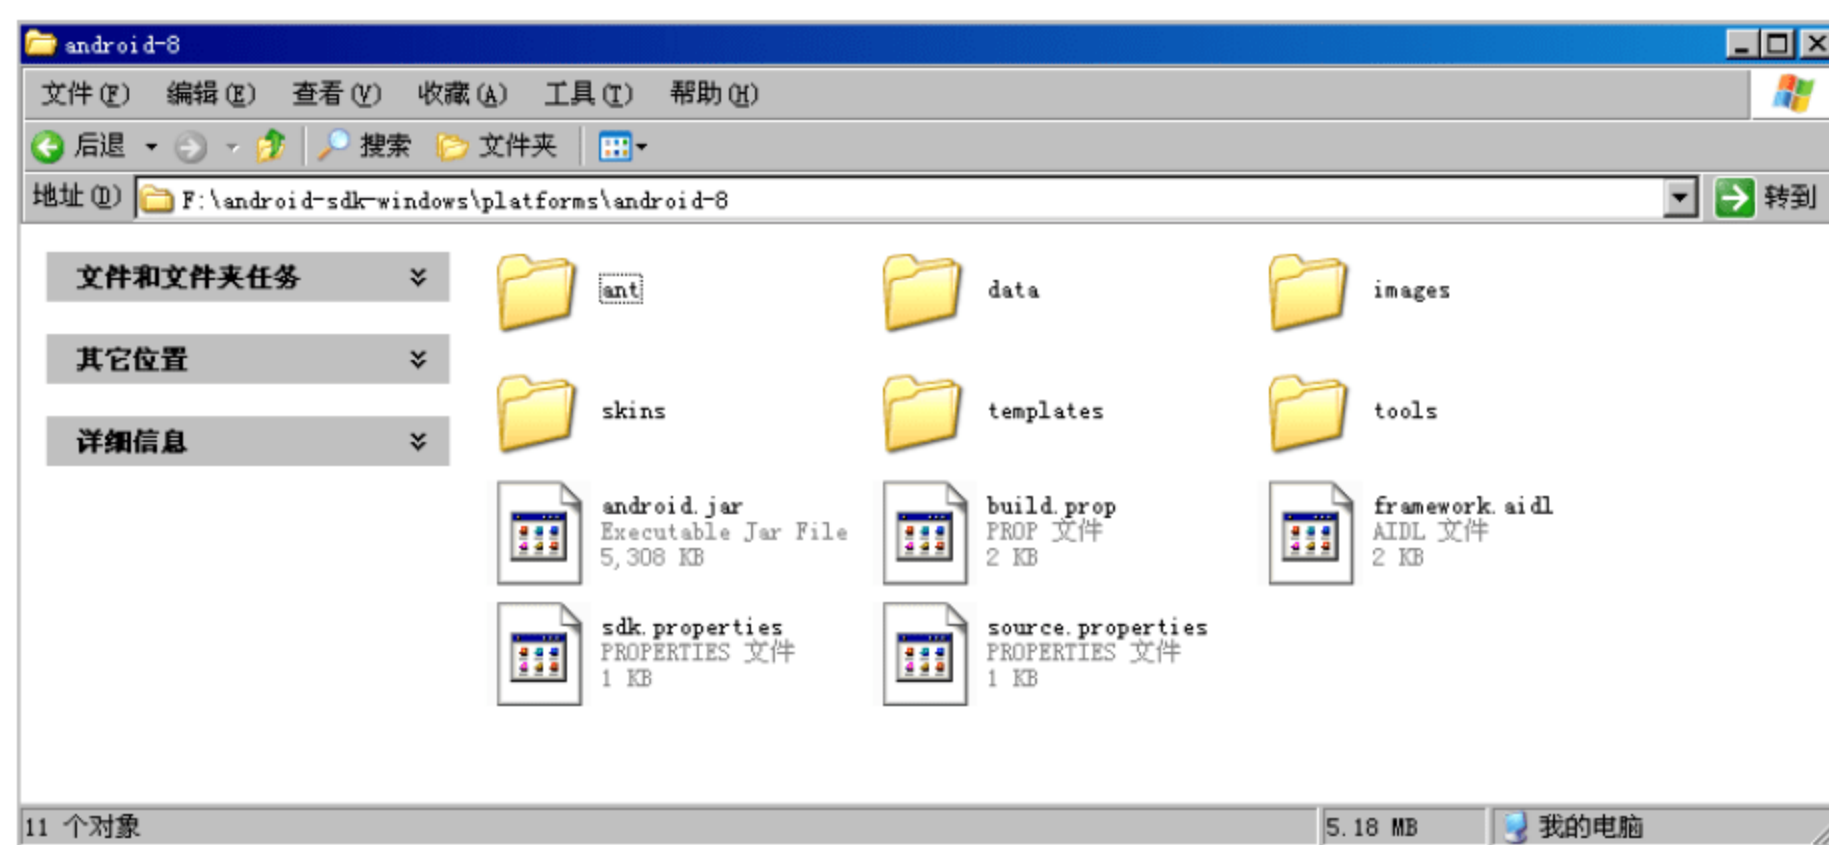 android-8
文件(F) 编辑(E) 查看(V) 收藏(A) 工具(T) 帮助(H)
后退 搜索 文件夹
地址(D) F:\android-sdk-windows\platforms\android-8 转到
文件和文件夹任务
其它位置
详细信息
ant data images
skins templates tools
android.jar
Executable Jar File
5,308 KB
build.prop
PROP 文件
2 KB
framework.aidl
AIDL 文件
2 KB
sdk.properties
PROPERTIES 文件
1 KB
source.properties
PROPERTIES 文件
1 KB
11 个对象 5.18 MB 我的电脑